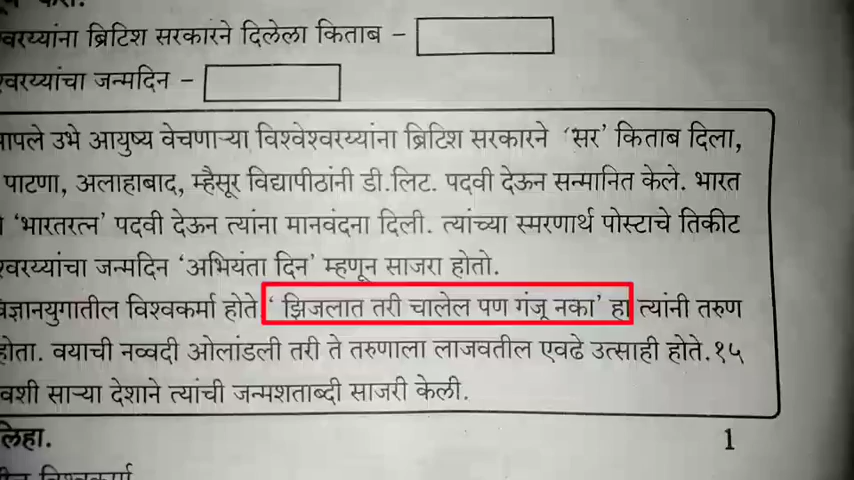 वरय्यांना ब्रिटिश सरकारने दिलेला किताब –
वरय्यांचा जन्मदिन –
आपले उभे आयुष्य वेचणाऱ्या विश्वेश्वरय्यांना ब्रिटिश सरकारने 'सर' किताब दिला,
पाटणा, अलाहाबाद, म्हैसूर विद्यापीठांनी डी.लिट. पदवी देऊन सन्मानित केले. भारत
'भारतरत्न' पदवी देऊन त्यांना मानवंदना दिली. त्यांच्या स्मरणार्थ पोस्टाचे तिकीट
वरय्यांचा जन्मदिन 'अभियंता दिन' म्हणून साजरा होतो.
विज्ञानयुगातील विश्वकर्मा होते ' झिजलात तरी चालेल पण गंजू नका' हा त्यांनी तरुण
होता. वयाची नव्वदी ओलांडली तरी ते तरुणाला लाजवतील एवढे उत्साही होते.१५
वशी साऱ्या देशाने त्यांची जन्मशताब्दी साजरी केली.
लिहा. 1
विश्वकर्मा